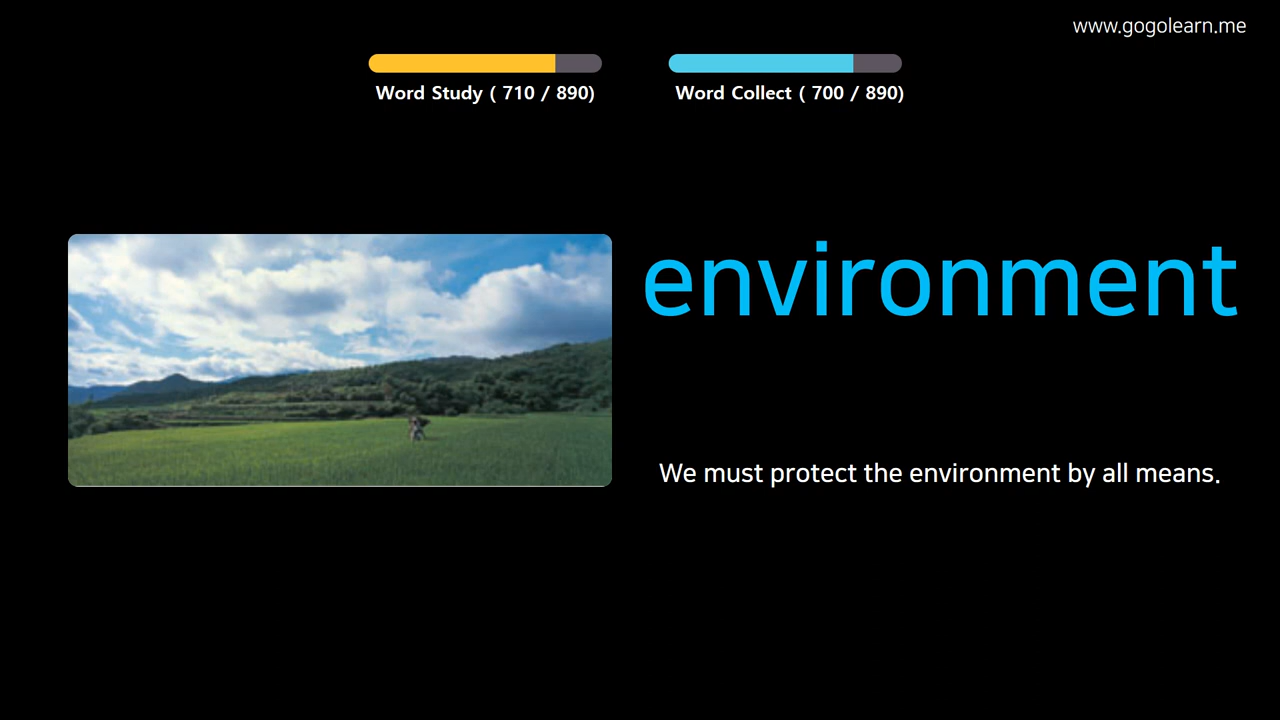 www.gogolearn.me
Word Study ( 710 / 890)
Word Collect ( 700 / 890)
environment
We must protect the environment by all means.